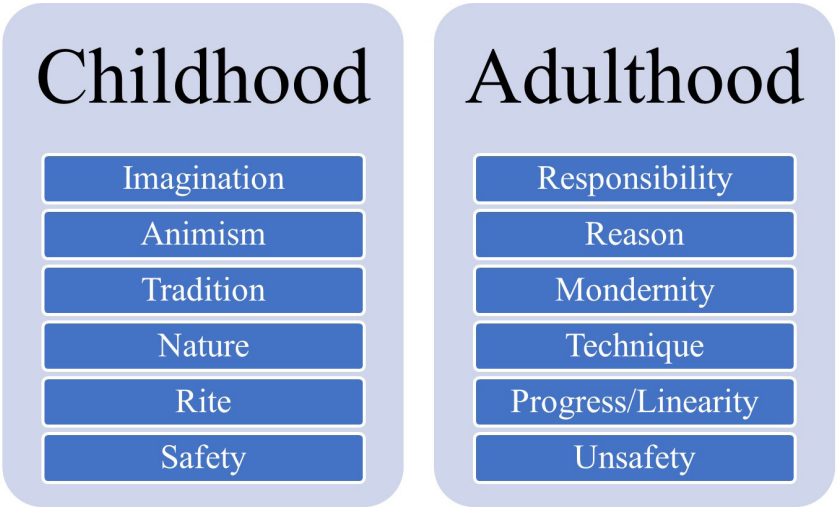 Childhood
Imagination
Animism
Tradition
Nature
Rite
Safety
Adulthood
Responsibility
Reason
Mondernity
Technique
Progress/Linearity
Unsafety